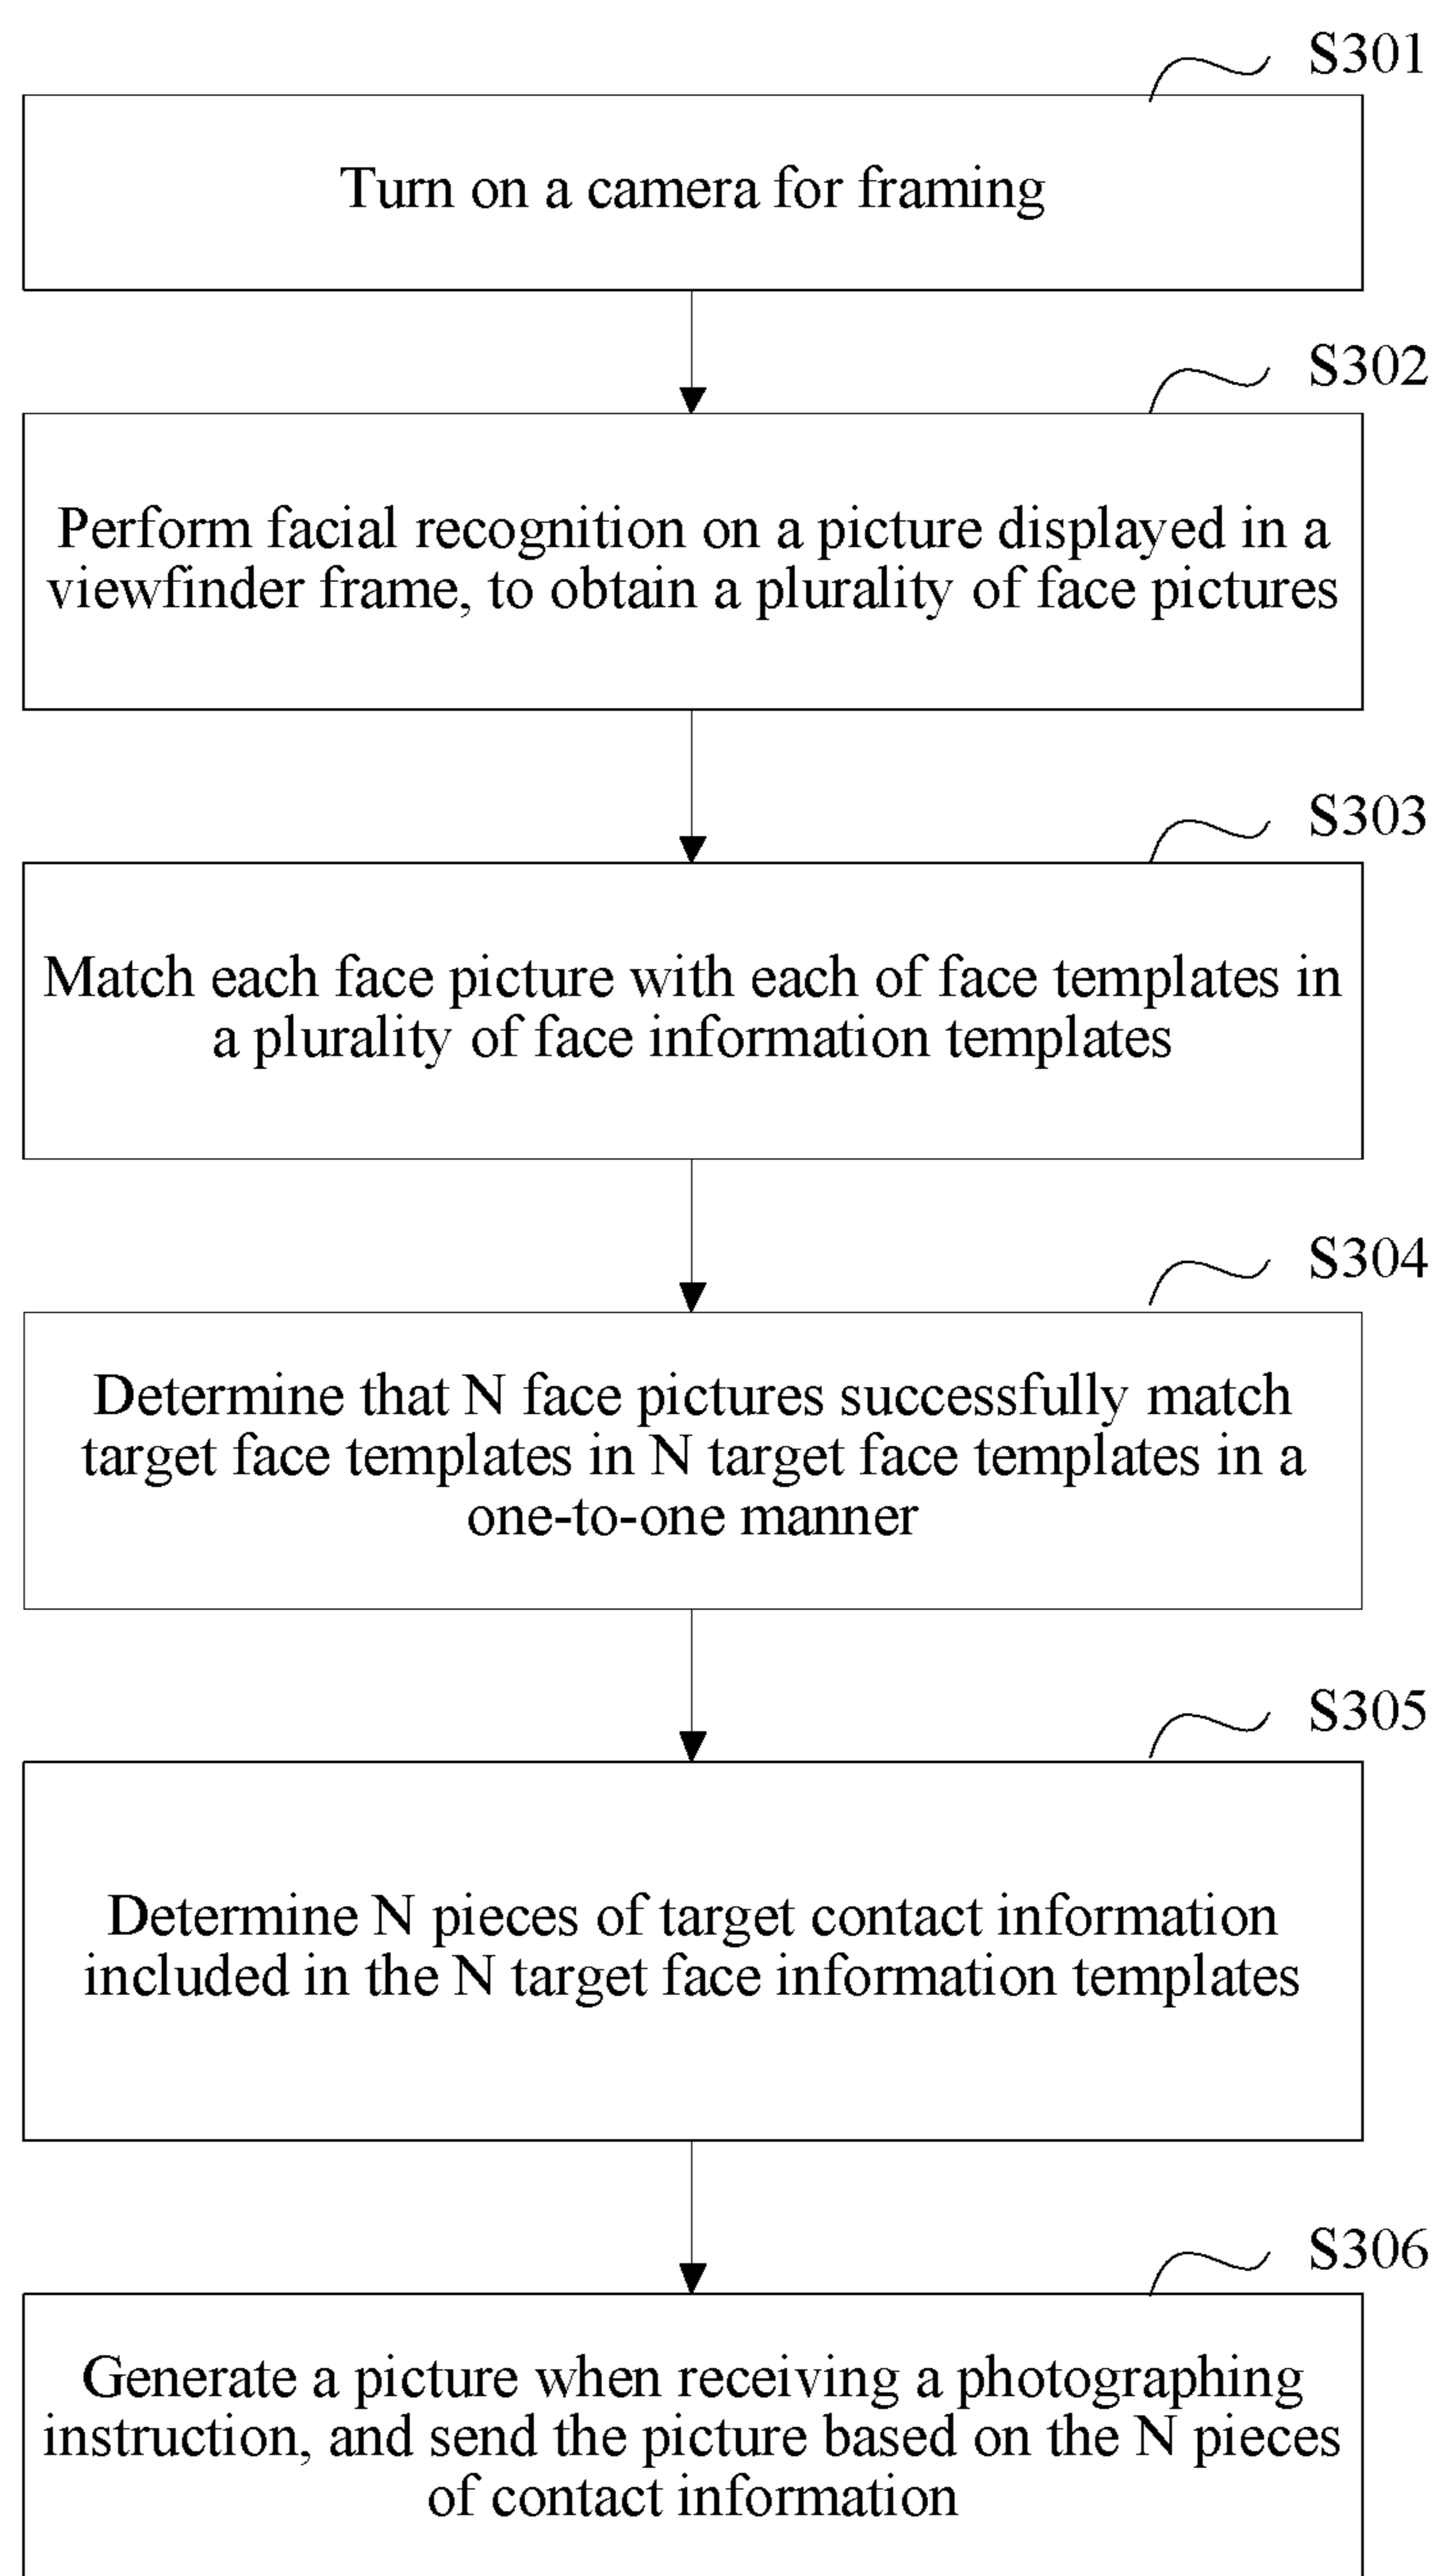 S301
Turn on a camera for framing
S302
Perform facial recognition on a picture displayed in a
viewfinder frame, to obtain a plurality of face pictures
S303
Match each face picture with each of face templates in
a plurality of face information templates
S304
Determine that N face pictures successfully match
target face templates in N target face templates in a
one-to-one manner
S305
Determine N pieces of target contact information
included in the N target face information templates
S306
Generate a picture when receiving a photographing
instruction, and send the picture based on the N pieces
of contact information